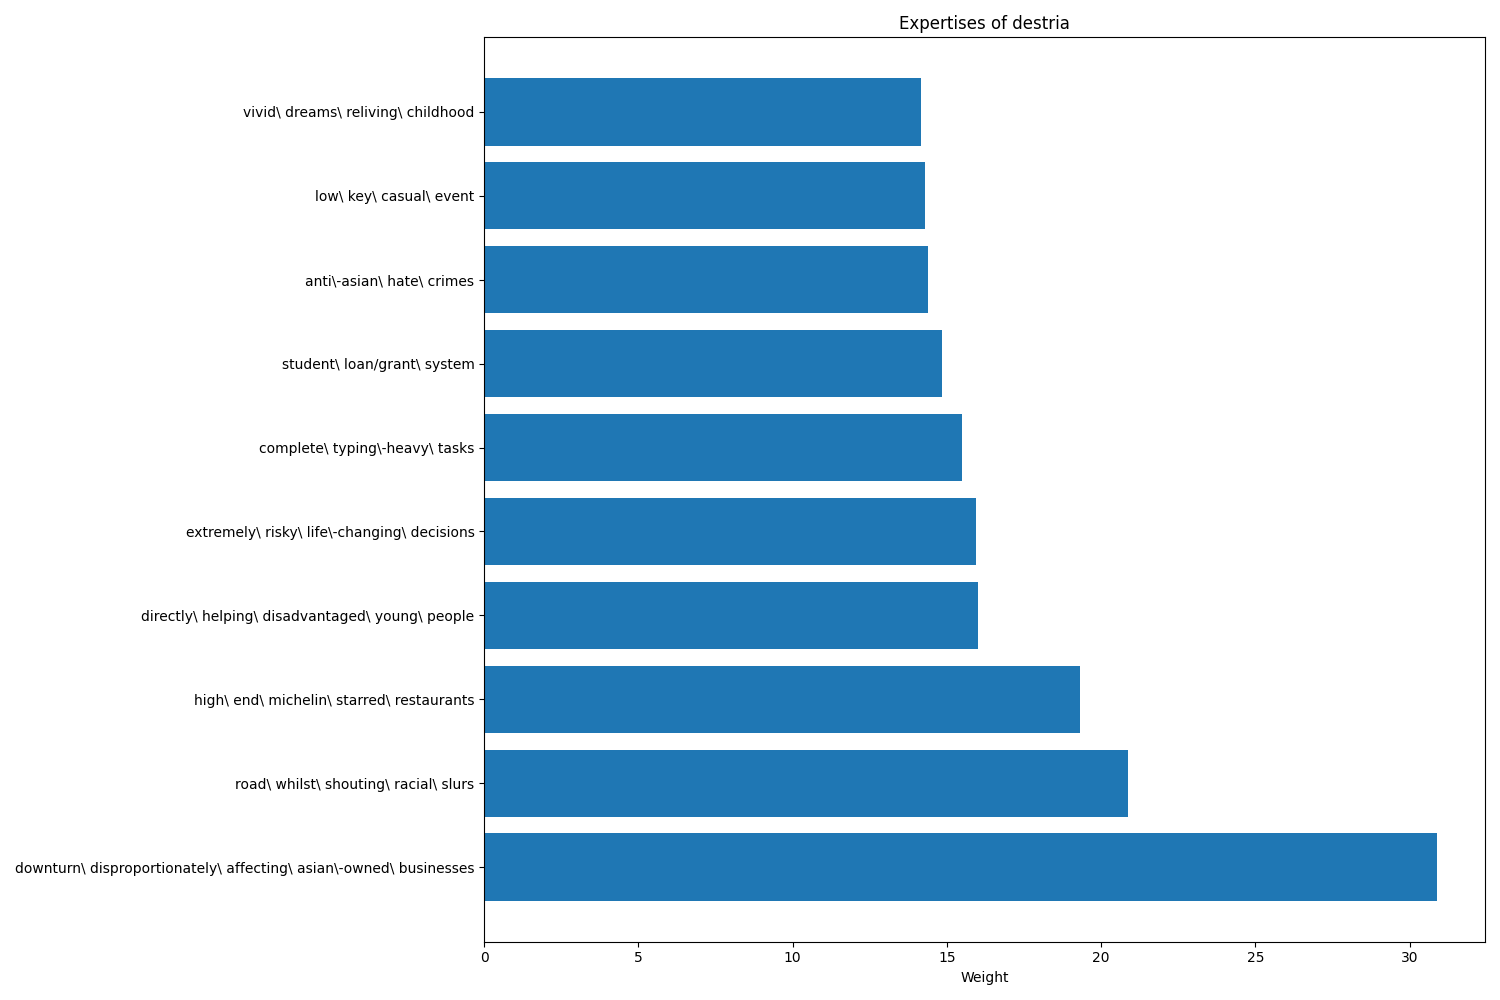 Expertises of destria
vivid\ dreams\ reliving\ childhood
low\ key\ casual\ event
anti\-asian\ hate\ crimes
student\ loan/grant\ system
complete\ typing\-heavy\ tasks
extremely\ risky\ life\-changing\ decisions
directly\ helping\ disadvantaged\ young\ people
high\ end\ michelin\ starred\ restaurants
road\ whilst\ shouting\ racial\ slurs
downturn\ disproportionately\ affecting\ asian\-owned\ businesses
0 5 10 15 20 25 30
Weight